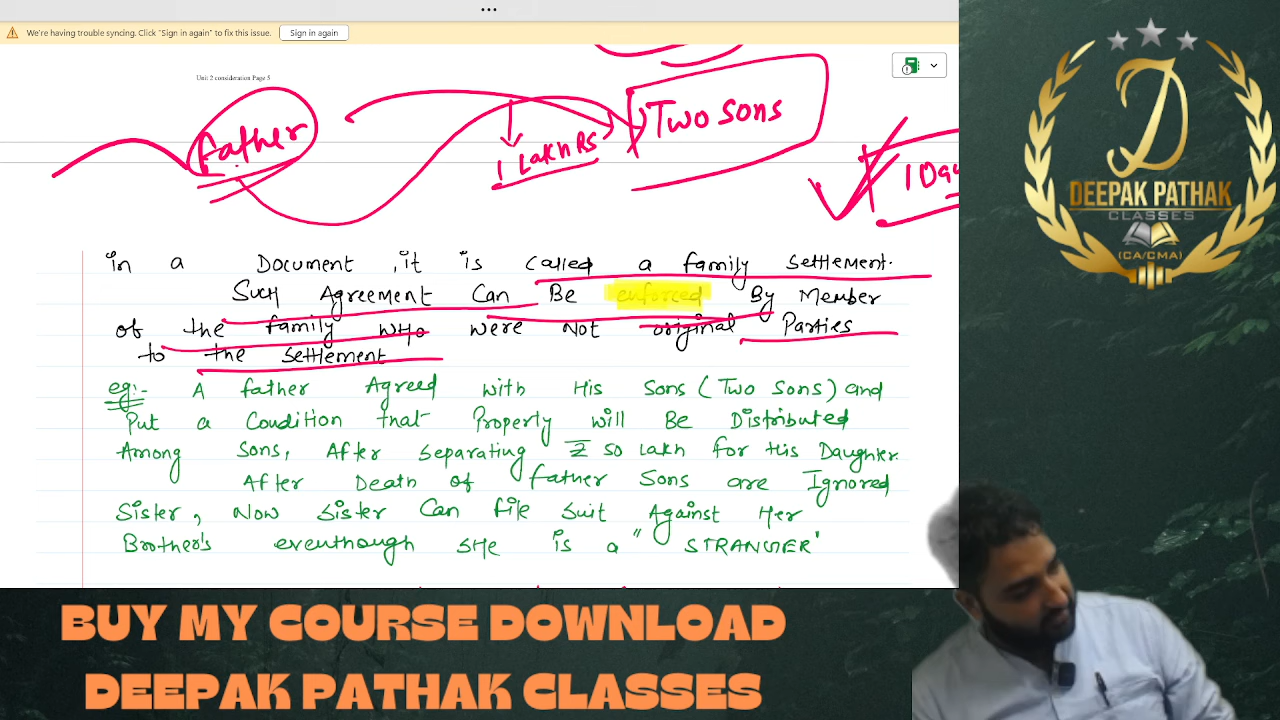 We're having trouble syncing. Click "Sign in again" to fix this issue. Sign in again
Unit 2 consideration Page 5
father
1 Lakh Rs
Two Sons
1 Dau
In a Document, it is called a family Settlement.
Such Agreement Can Be enforced By Member
of the family who were Not original Parties
to the Settlement
eg:- A father Agreed with His Sons (Two Sons) and
Put a Condition that Property will Be Distributed
Among Sons, After Separating 50 lakh for His Daughter.
After Death of father Sons are Ignored
Sister, Now Sister Can file Suit Against Her
Brother's eventhough SHe is a "STRANGER"
D
DEEPAK PATHAK
CLASSES
(CA/CMA)
BUY MY COURSE DOWNLOAD
DEEPAK PATHAK CLASSES